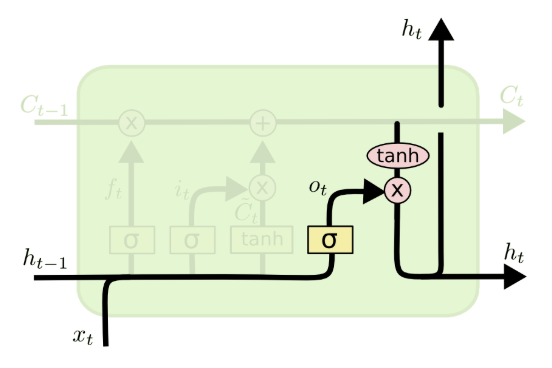 h_t
C_{t-1}
C_t
×
+
tanh
f_t
i_t
×
o_t
×
C̃_t
σ
σ
tanh
σ
h_{t-1}
h_t
x_t